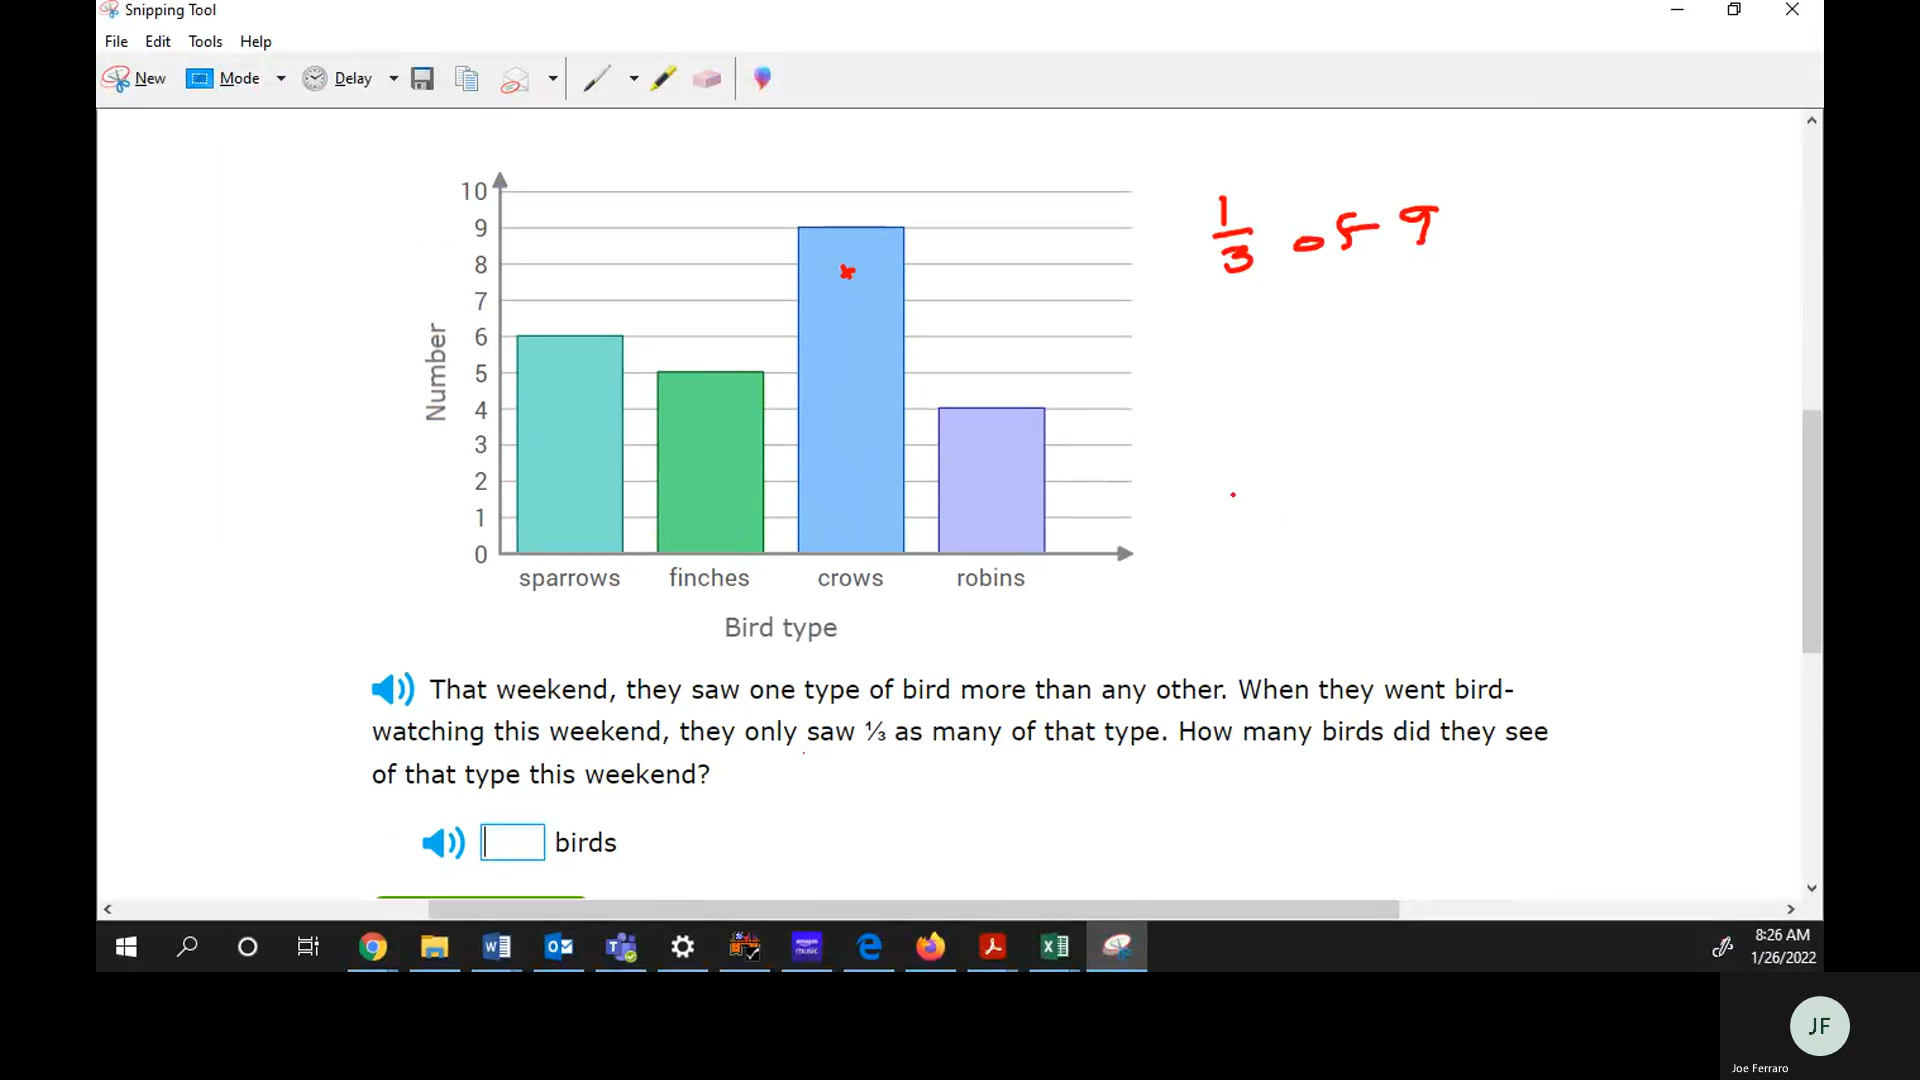 Snipping Tool
File Edit Tools Help
New Mode Delay
10
9
8
7
6
5
4
3
2
1
0
Number
sparrows finches crows robins
Bird type
1/3 of 9
That weekend, they saw one type of bird more than any other. When they went bird-
watching this weekend, they only saw ⅓ as many of that type. How many birds did they see
of that type this weekend?
birds
8:26 AM
1/26/2022
JF
Joe Ferraro